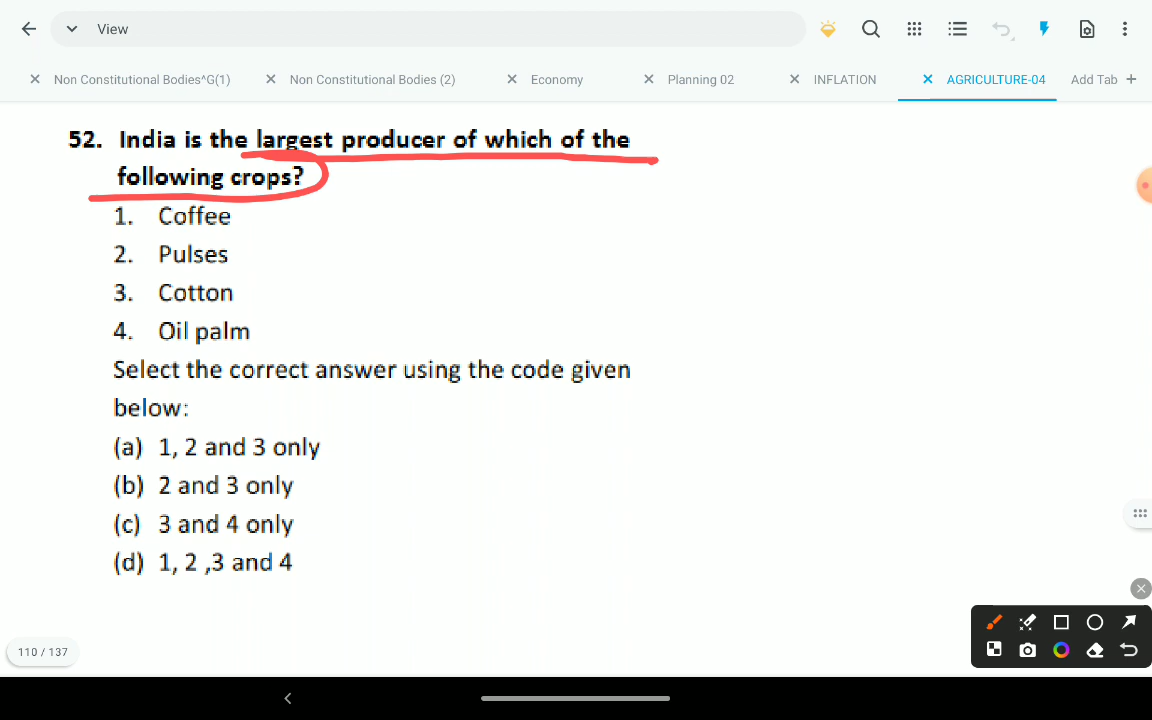 View
Non Constitutional Bodies^G(1)
Non Constitutional Bodies (2)
Economy
Planning 02
INFLATION
AGRICULTURE-04
Add Tab +
52. India is the largest producer of which of the
following crops?
1. Coffee
2. Pulses
3. Cotton
4. Oil palm
Select the correct answer using the code given
below:
(a) 1, 2 and 3 only
(b) 2 and 3 only
(c) 3 and 4 only
(d) 1, 2 ,3 and 4
110 / 137